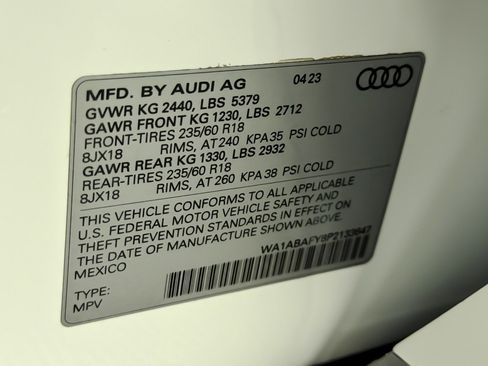 MFD. BY AUDI AG 04 23
GVWR KG 2440, LBS 5379
GAWR FRONT KG 1230, LBS 2712
FRONT-TIRES 235/60 R18
8JX18 RIMS, AT 240 KPA 35 PSI COLD
GAWR REAR KG 1330, LBS 2932
REAR-TIRES 235/60 R18
8JX18 RIMS, AT 260 KPA 38 PSI COLD
THIS VEHICLE CONFORMS TO ALL APPLICABLE
U.S. FEDERAL MOTOR VEHICLE SAFETY AND
THEFT PREVENTION STANDARDS IN EFFECT ON
THE DATE OF MANUFACTURE SHOWN ABOVE.
MEXICO
WA1ABAFY8P2133647
TYPE:
MPV